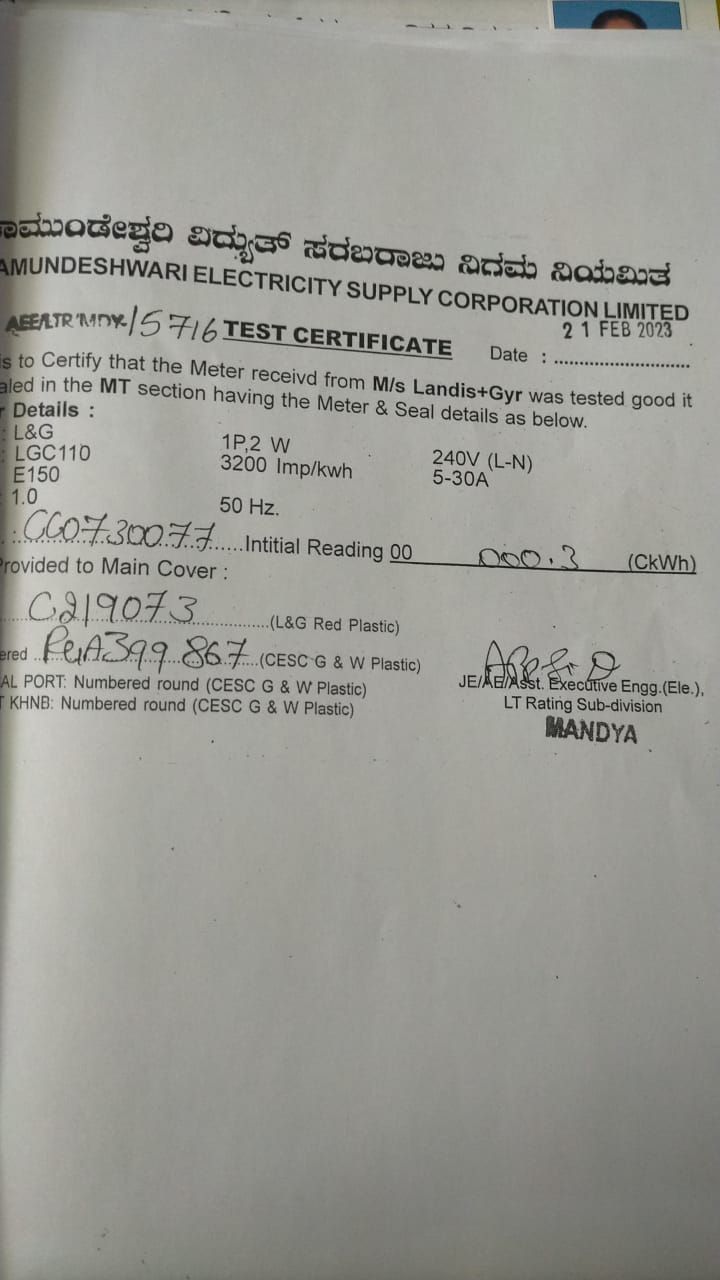 ಾಮುಂಡೇಶ್ವರಿ ವಿದ್ಯುತ್ ಸರಬರಾಜು ನಿಗಮ ನಿಯಮಿತ
AMUNDESHWARI ELECTRICITY SUPPLY CORPORATION LIMITED
AEE/LTR MDY/15716 TEST CERTIFICATE Date : 21 FEB 2023
is to Certify that the Meter receivd from M/s Landis+Gyr was tested good it
aled in the MT section having the Meter & Seal details as below.
r Details :
: L&G 1P,2 W 240V (L-N)
: LGC110 3200 Imp/kwh 5-30A
E150
: 1.0 50 Hz.
: CC0730077 Intitial Reading 00 000.3 (CkWh)
Provided to Main Cover :
C219073 (L&G Red Plastic)
ered 399867 (CESC G & W Plastic)
AL PORT: Numbered round (CESC G & W Plastic)
T KHNB: Numbered round (CESC G & W Plastic)
JE/AE/Asst. Executive Engg.(Ele.),
LT Rating Sub-division
MANDYA